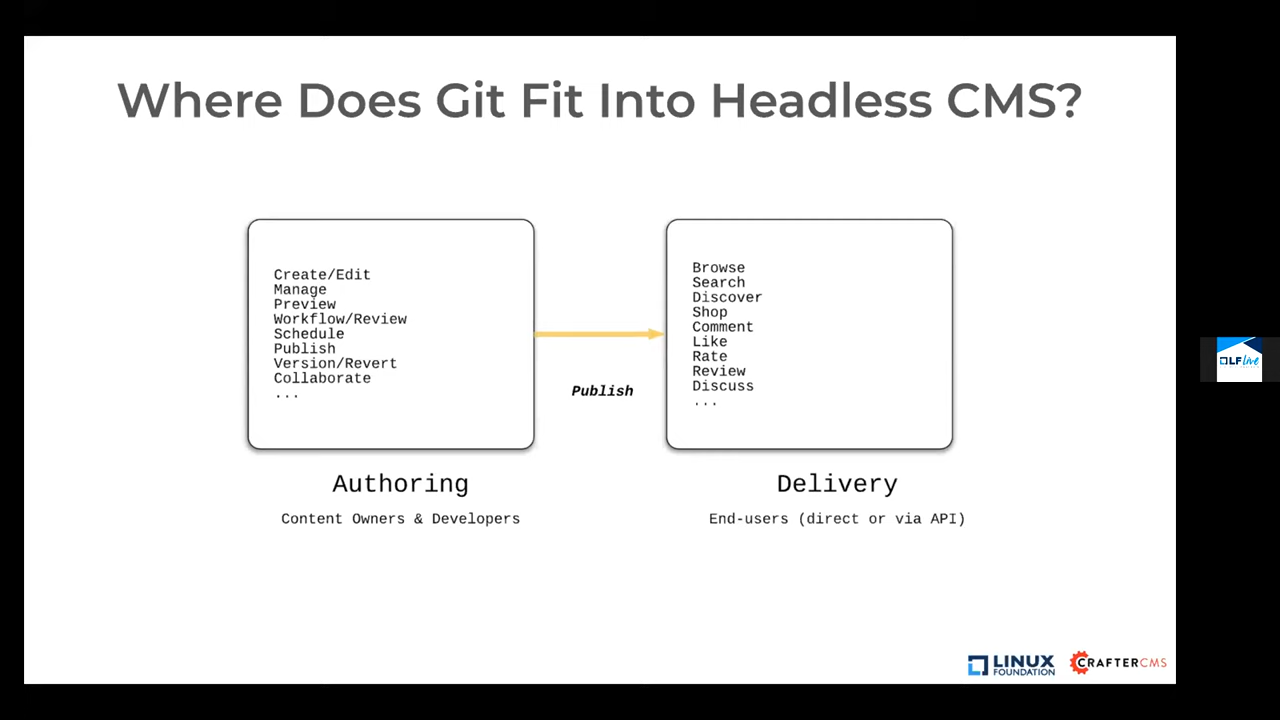 Where Does Git Fit Into Headless CMS?
Create/Edit
Manage
Preview
Workflow/Review
Schedule
Publish
Version/Revert
Collaborate
...
Publish
Browse
Search
Discover
Shop
Comment
Like
Rate
Review
Discuss
...
Authoring
Content Owners & Developers
Delivery
End-users (direct or via API)
LF live
LINUX
FOUNDATION
CRAFTERCMS